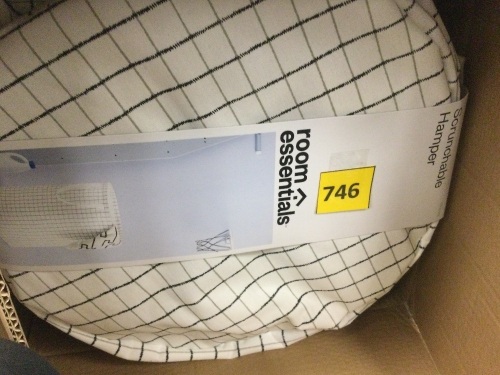 Scrunchable
Hamper
room
essentials
746